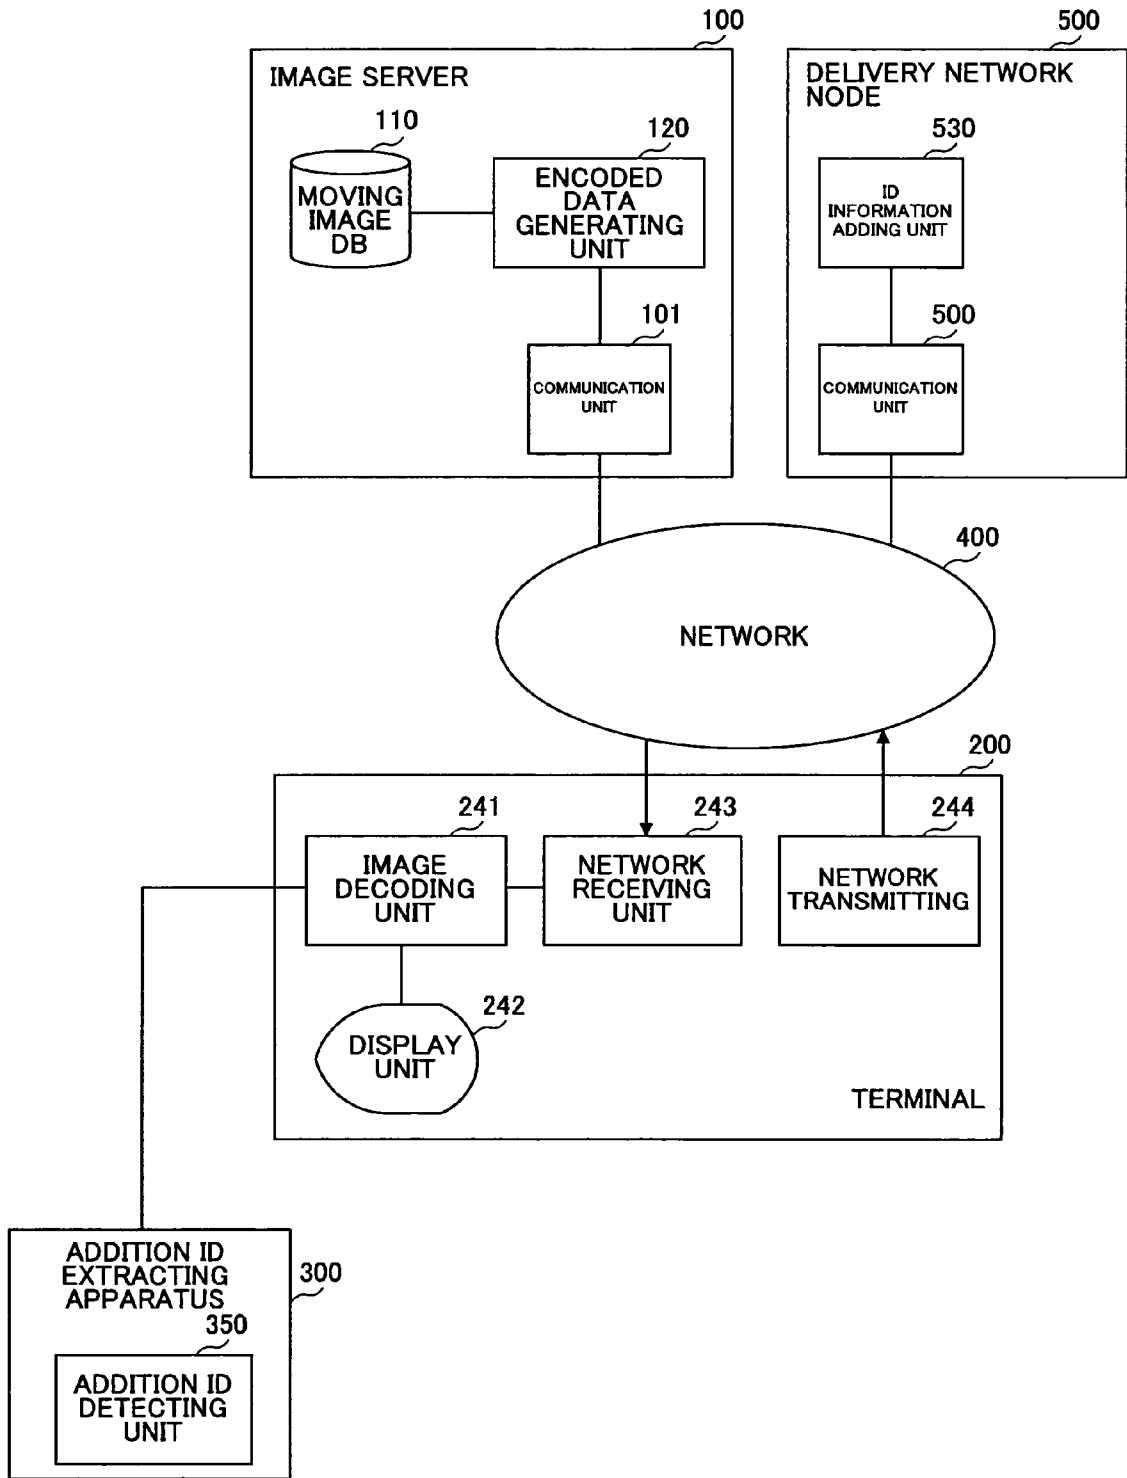 100
IMAGE SERVER
110
MOVING
IMAGE
DB
120
ENCODED
DATA
GENERATING
UNIT
101
COMMUNICATION
UNIT
500
DELIVERY NETWORK
NODE
530
ID
INFORMATION
ADDING UNIT
500
COMMUNICATION
UNIT
400
NETWORK
200
241
IMAGE
DECODING
UNIT
243
NETWORK
RECEIVING
UNIT
244
NETWORK
TRANSMITTING
242
DISPLAY
UNIT
TERMINAL
ADDITION ID
EXTRACTING
APPARATUS
300
350
ADDITION ID
DETECTING
UNIT